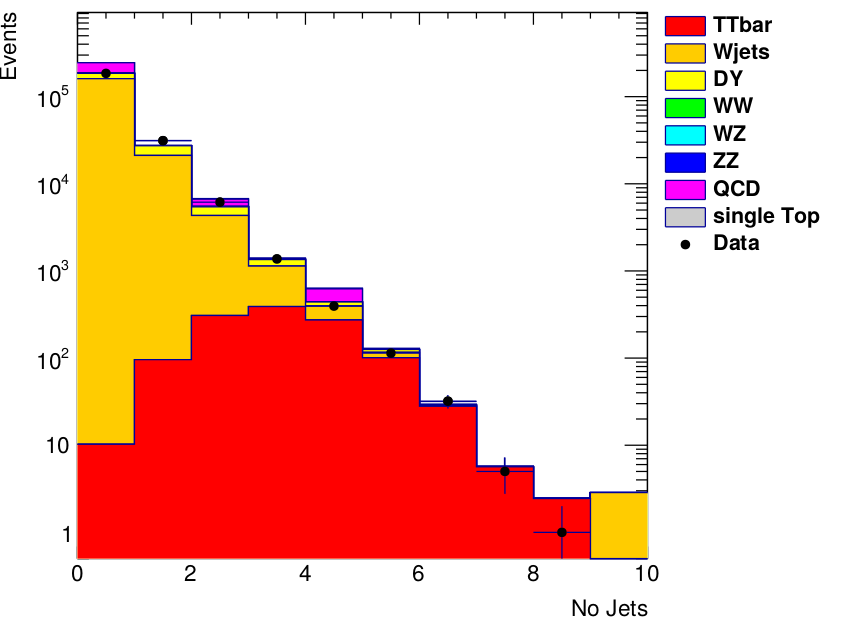 Events
10^5
10^4
10^3
10^2
10
1
0 2 4 6 8 10
No Jets
TTbar
Wjets
DY
WW
WZ
ZZ
QCD
single Top
Data